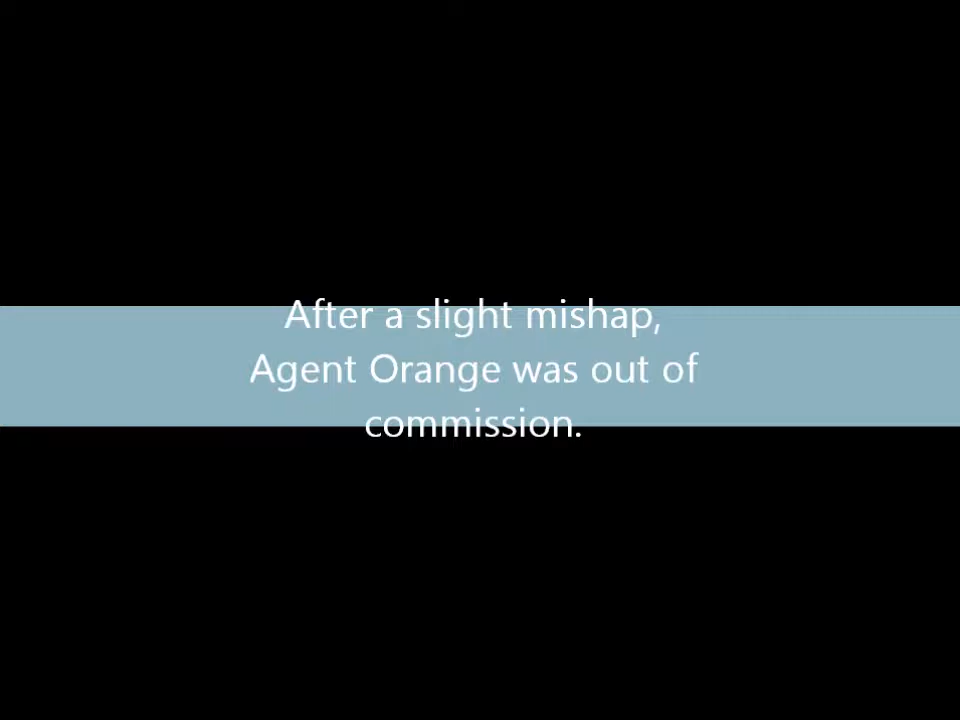 After a slight mishap,
Agent Orange was out of
commission.